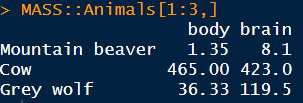 > MASS::Animals[1:3,]
body brain
Mountain beaver 1.35 8.1
Cow 465.00 423.0
Grey wolf 36.33 119.5